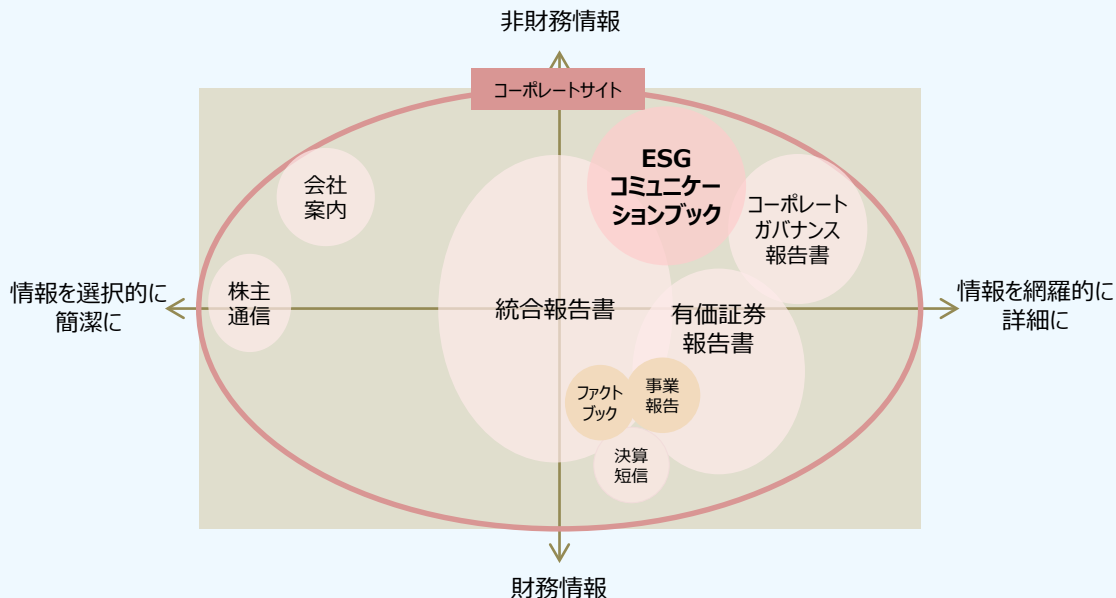 非財務情報
コーポレートサイト
ESG
コミュニケー
ションブック
会社
案内
コーポレート
ガバナンス
報告書
情報を選択的に
簡潔に
株主
通信
統合報告書
有価証券
報告書
情報を網羅的に
詳細に
ファクト
ブック
事業
報告
決算
短信
財務情報